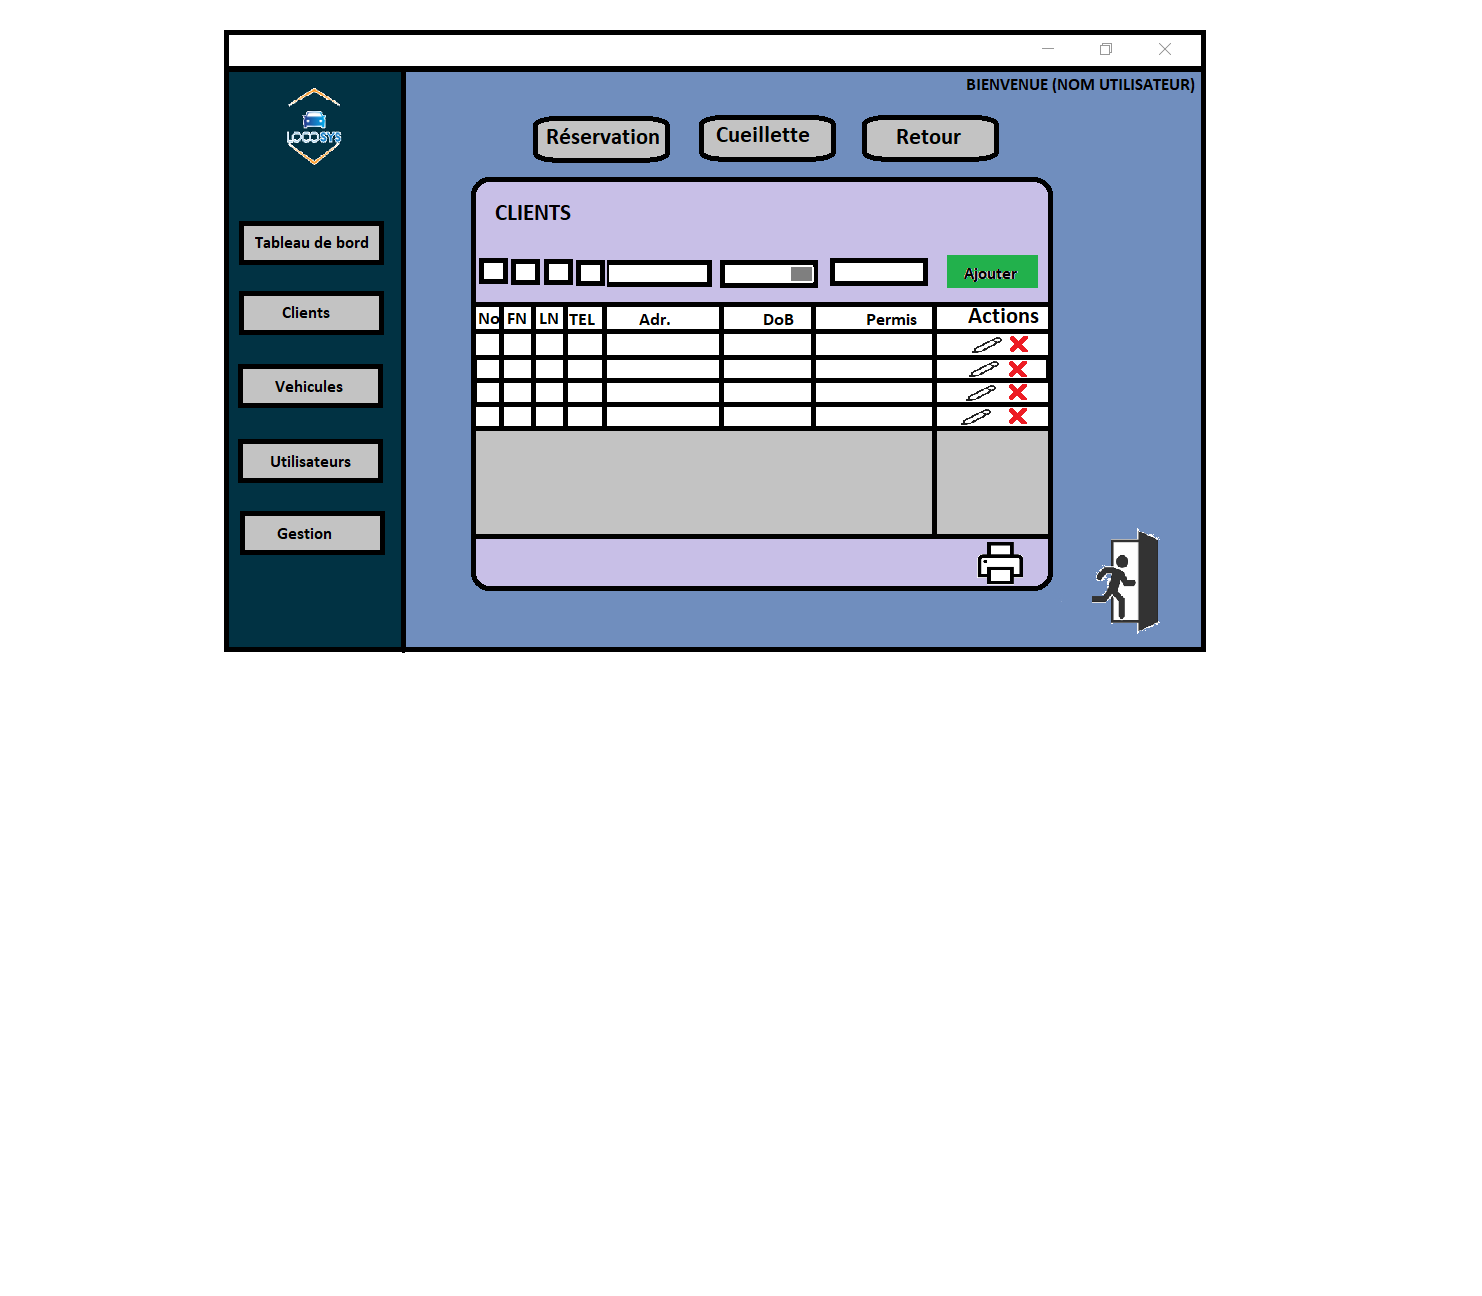 BIENVENUE (NOM UTILISATEUR)
LOCOSYS
Réservation
Cueillette
Retour
CLIENTS
Tableau de bord
Clients
Vehicules
Utilisateurs
Gestion
Ajouter
No FN LN TEL Adr. DoB Permis Actions